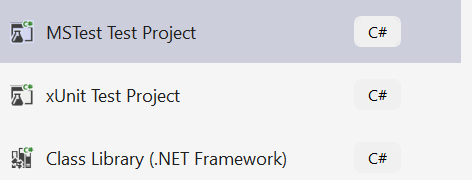 MSTest Test Project C#
xUnit Test Project C#
Class Library (.NET Framework) C#